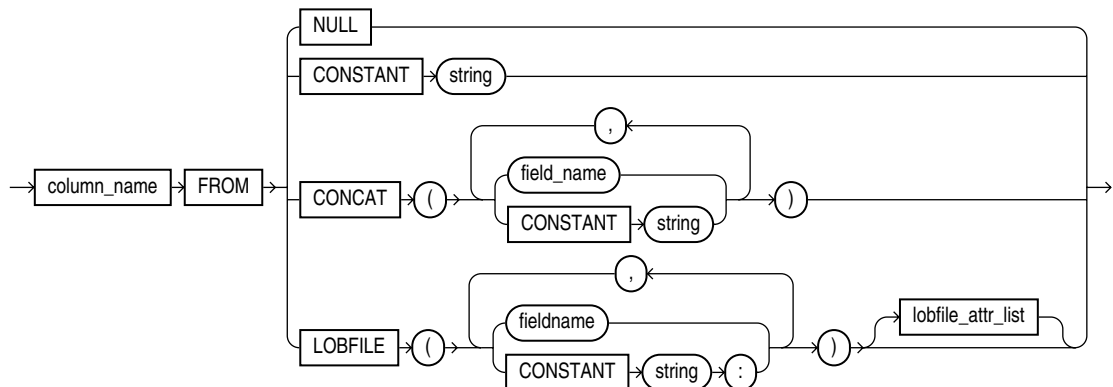 NULL
CONSTANT string
,
column_name FROM
field_name
CONCAT ( )
CONSTANT string
,
fieldname lobfile_attr_list
LOBFILE ( )
CONSTANT string :